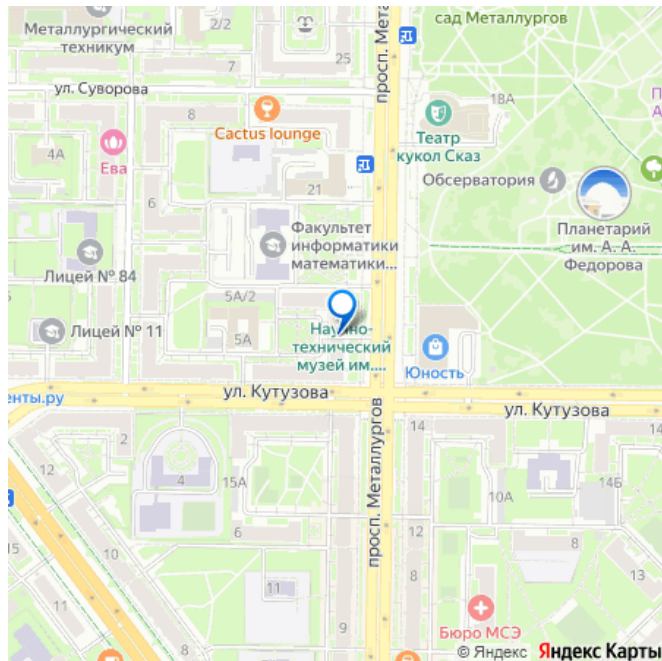 Металлургический
техникум
сад Металлургов
просп. Мета
25
7
ул. Суворова
8
18А
Cactus lounge
Театр
кукол Сказ
П
А
4А
Ева
21
Обсерватория
6
Факультет
информатики
математики...
Планетарий
им. А. А.
Федорова
Лицей № 84
5А/2
Лицей № 11
5А
Научно-
технический
музей им....
Юность
енты.ру
ул. Кутузова
ул. Кутузова
просп. Металлургов
2
14
14
12
4
15А
10А
14Б
6
12
15
10
8
13
11
11
8
Бюро МСЭ
9
10
© Яндекс Яндекс Карты